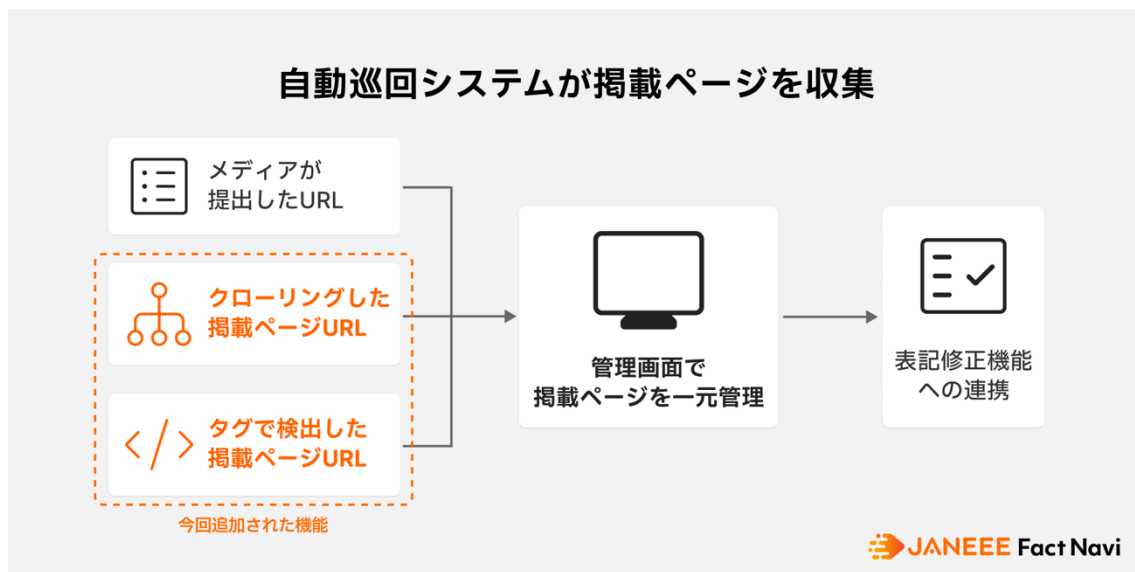 自動巡回システムが掲載ページを収集
メディアが
提出したURL
クローリングした
掲載ページURL
タグで検出した
掲載ページURL
今回追加された機能
管理画面で
掲載ページを一元管理
表記修正機能
への連携
JANEEE Fact Navi